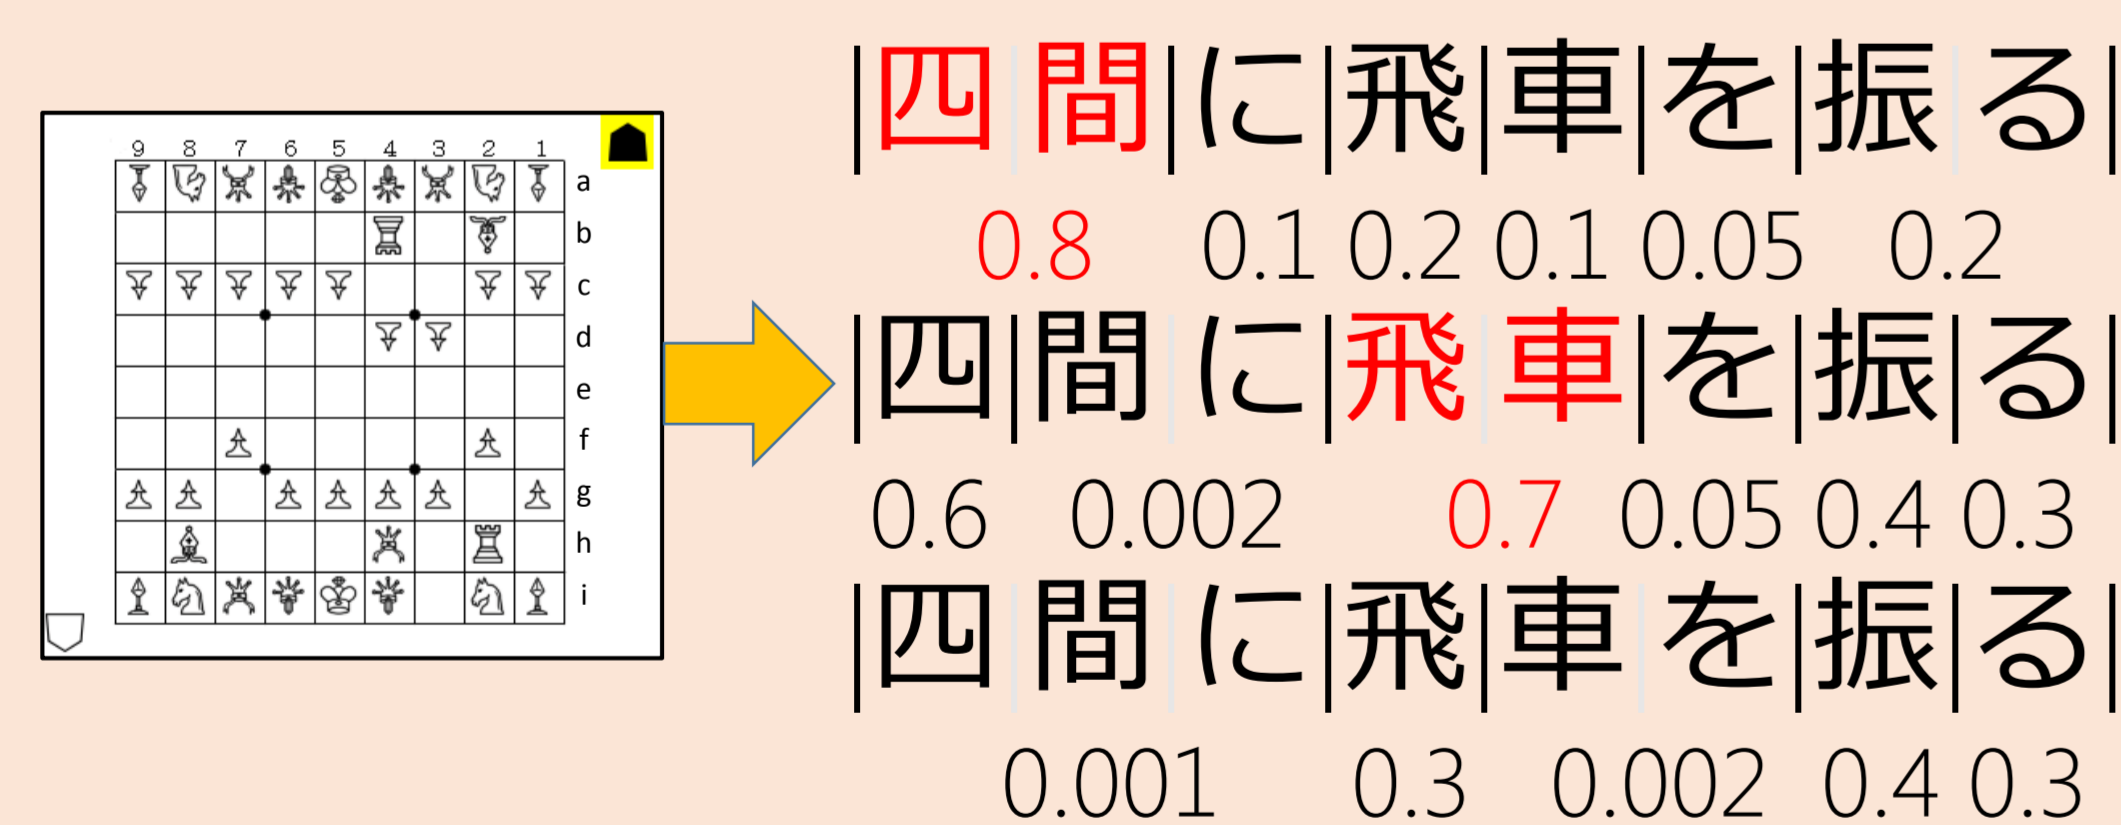 9 8 7 6 5 4 3 2 1
a
b
c
d
e
f
g
h
i
|四 間|に|飛|車|を|振 る|
0.8 0.1 0.2 0.1 0.05 0.2
|四|間 に|飛 車|を|振|る|
0.6 0.002 0.7 0.05 0.4 0.3
|四 間 に|飛|車 を|振|る|
0.001 0.3 0.002 0.4 0.3